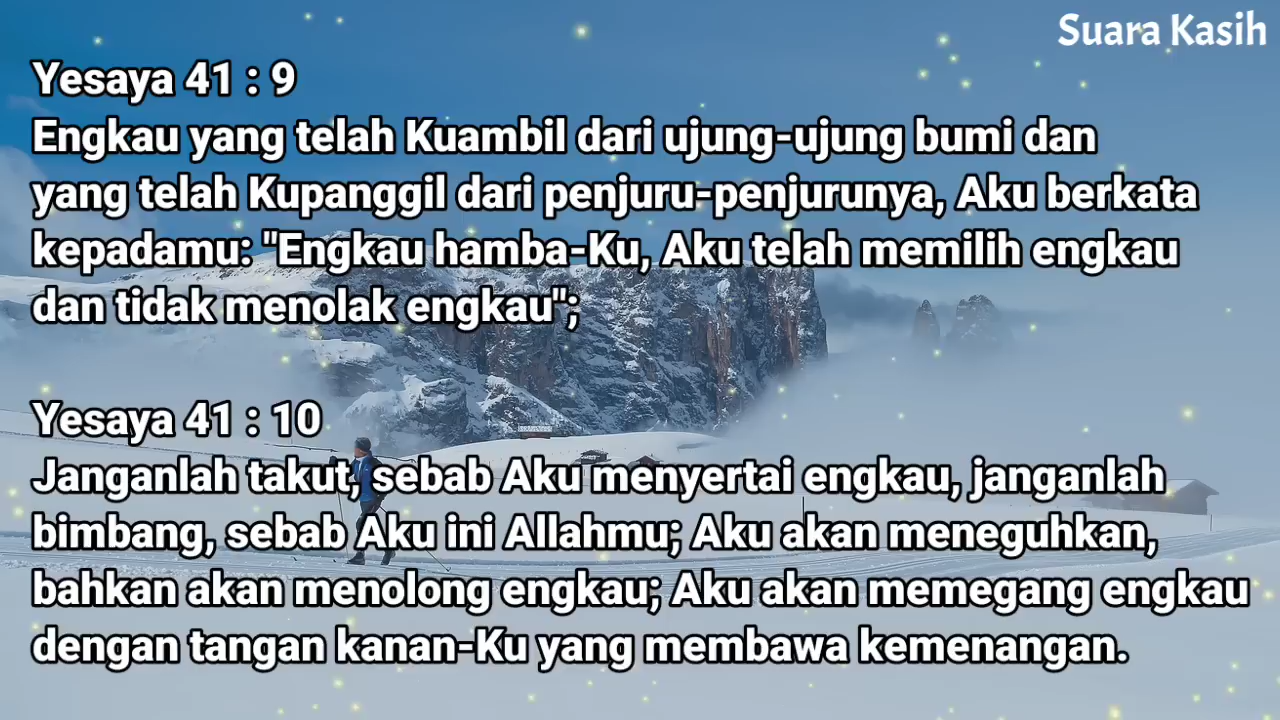 Suara Kasih
Yesaya 41 : 9
Engkau yang telah Kuambil dari ujung-ujung bumi dan
yang telah Kupanggil dari penjuru-penjurunya, Aku berkata
kepadamu: "Engkau hamba-Ku, Aku telah memilih engkau
dan tidak menolak engkau";
Yesaya 41 : 10
Janganlah takut, sebab Aku menyertai engkau, janganlah
bimbang, sebab Aku ini Allahmu; Aku akan meneguhkan,
bahkan akan menolong engkau; Aku akan memegang engkau
dengan tangan kanan-Ku yang membawa kemenangan.